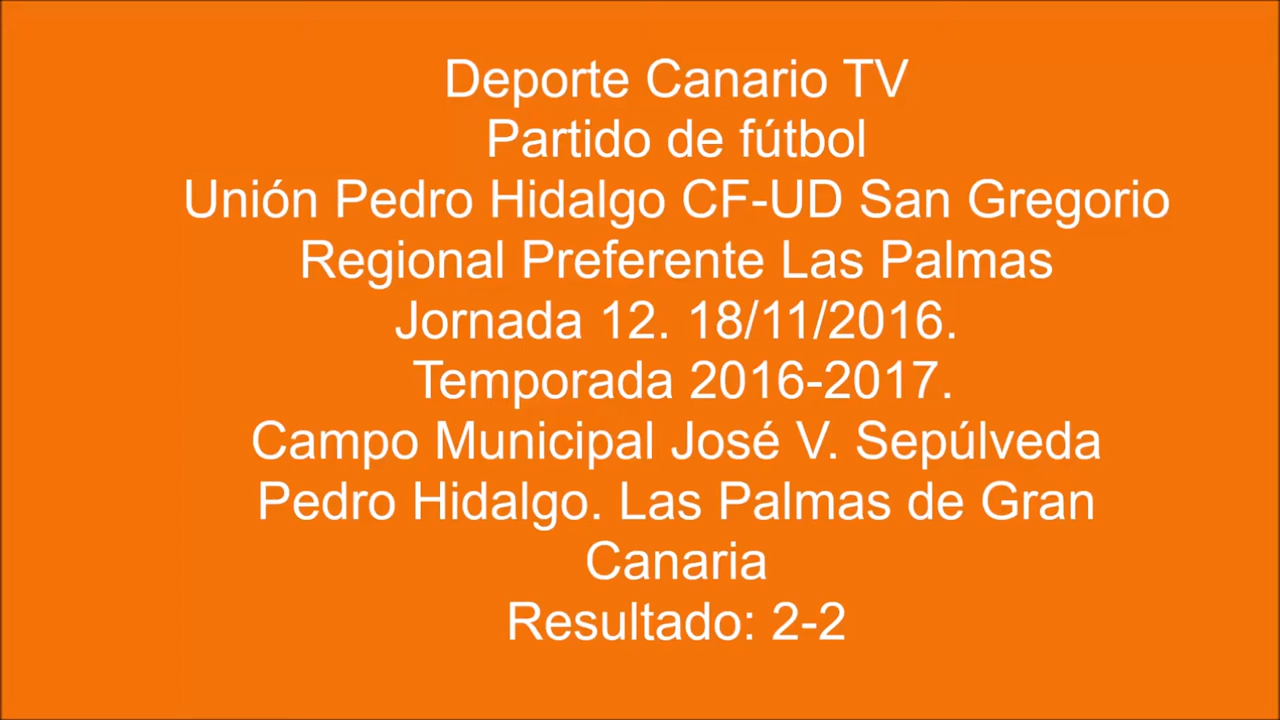 Deporte Canario TV
Partido de fútbol
Unión Pedro Hidalgo CF-UD San Gregorio
Regional Preferente Las Palmas
Jornada 12. 18/11/2016.
Temporada 2016-2017.
Campo Municipal José V. Sepúlveda
Pedro Hidalgo. Las Palmas de Gran
Canaria
Resultado: 2-2